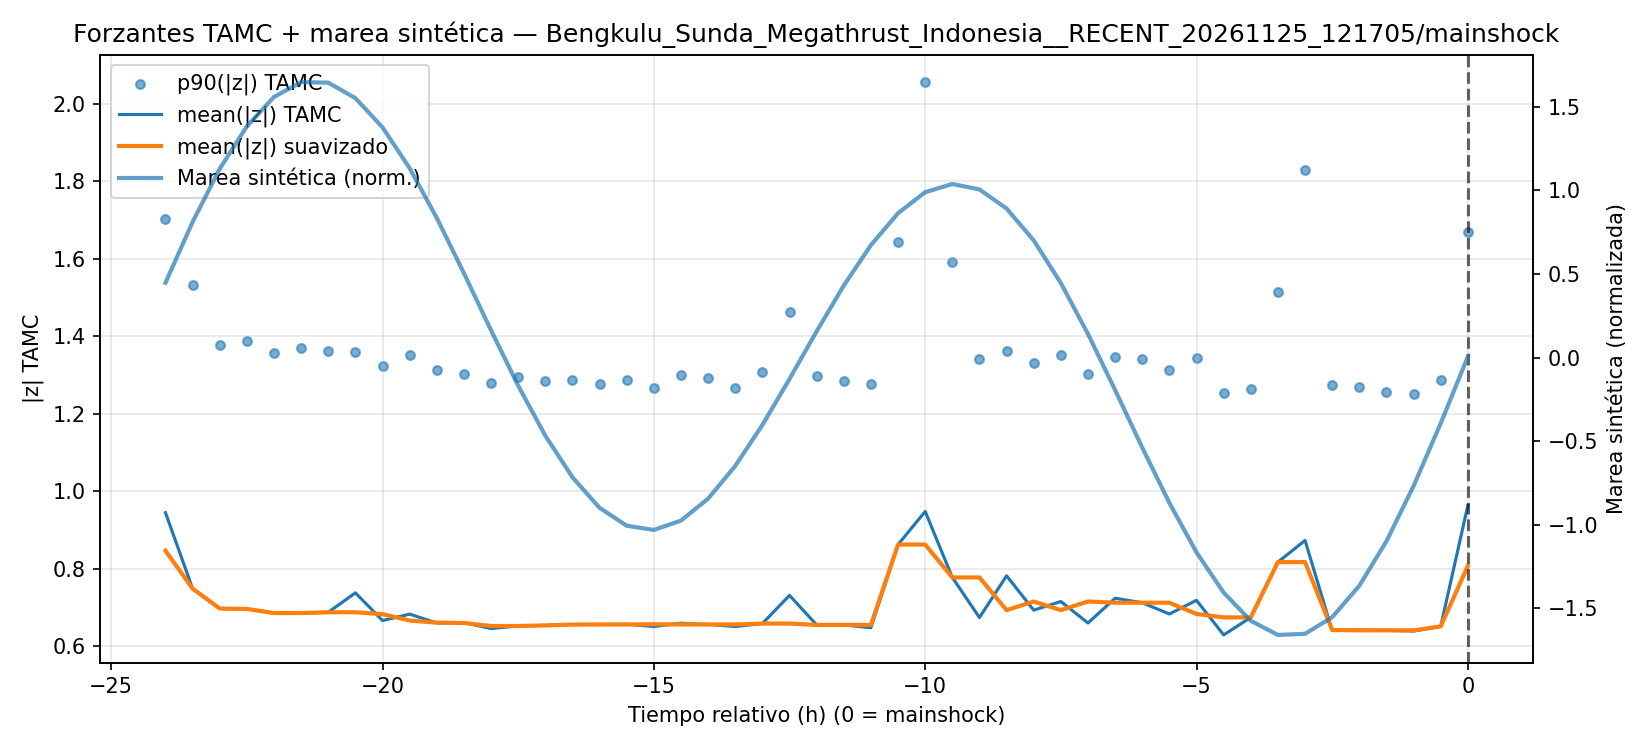 Forzantes TAMC + marea sintética — Bengkulu_Sunda_Megathrust_Indonesia__RECENT_20261125_121705/mainshock
p90(|z|) TAMC
mean(|z|) TAMC
mean(|z|) suavizado
Marea sintética (norm.)
|z| TAMC
2.0
1.8
1.6
1.4
1.2
1.0
0.8
0.6
1.5
1.0
0.5
0.0
−0.5
−1.0
−1.5
Marea sintética (normalizada)
−25 −20 −15 −10 −5 0
Tiempo relativo (h) (0 = mainshock)